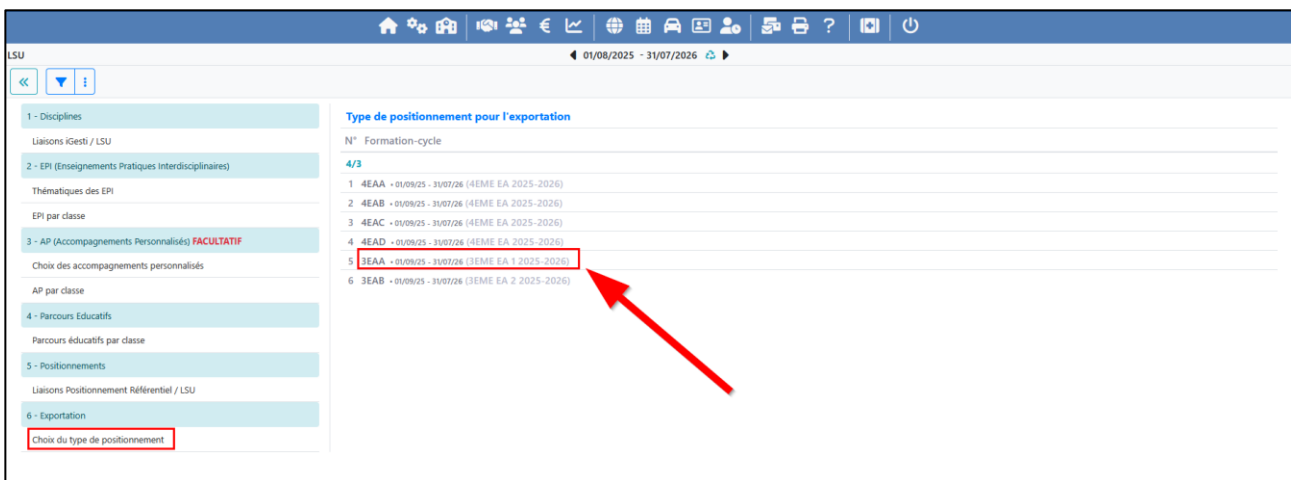 LSU
01/08/2025 - 31/07/2026
1 - Disciplines
Liaisons iGesti / LSU
2 - EPI (Enseignements Pratiques Interdisciplinaires)
Thématiques des EPI
EPI par classe
3 - AP (Accompagnements Personnalisés) FACULTATIF
Choix des accompagnements personnalisés
AP par classe
4 - Parcours Educatifs
Parcours éducatifs par classe
5 - Positionnements
Liaisons Positionnement Référentiel / LSU
6 - Exportation
Choix du type de positionnement
Type de positionnement pour l'exportation
N° Formation-cycle
4/3
1 4EAA • 01/09/25 - 31/07/26 (4EME EA 2025-2026)
2 4EAB • 01/09/25 - 31/07/26 (4EME EA 2025-2026)
3 4EAC • 01/09/25 - 31/07/26 (4EME EA 2025-2026)
4 4EAD • 01/09/25 - 31/07/26 (4EME EA 2025-2026)
5 3EAA • 01/09/25 - 31/07/26 (3EME EA 1 2025-2026)
6 3EAB • 01/09/25 - 31/07/26 (3EME EA 2 2025-2026)